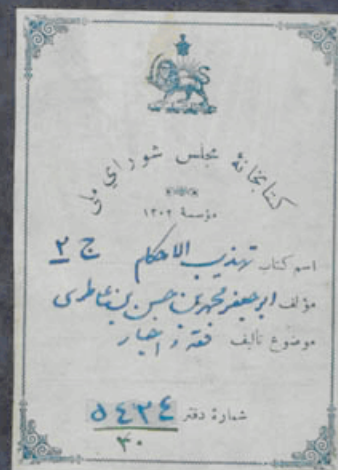 کتابخانهٔ مجلس شورای ملی
مؤسسهٔ ۱۳۰۲
اسم کتاب تهذیب الاحکام ج ۲
مؤلف ابوجعفر محمد بن حسن بن علی طوسی
موضوع تألیف فقه و اخبار
شمارهٔ دفتر ۵۴۳۴
۴۰